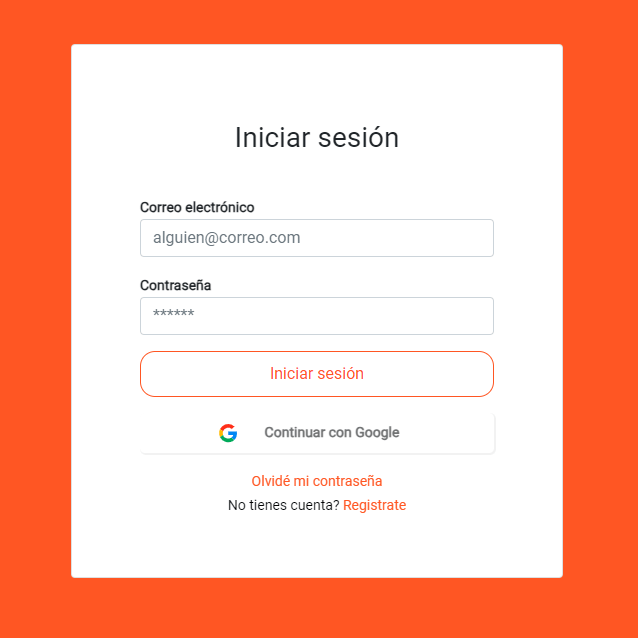 Iniciar sesión
Correo electrónico
alguien@correo.com
Contraseña
******
Iniciar sesión
Continuar con Google
Olvidé mi contraseña
No tienes cuenta? Registrate